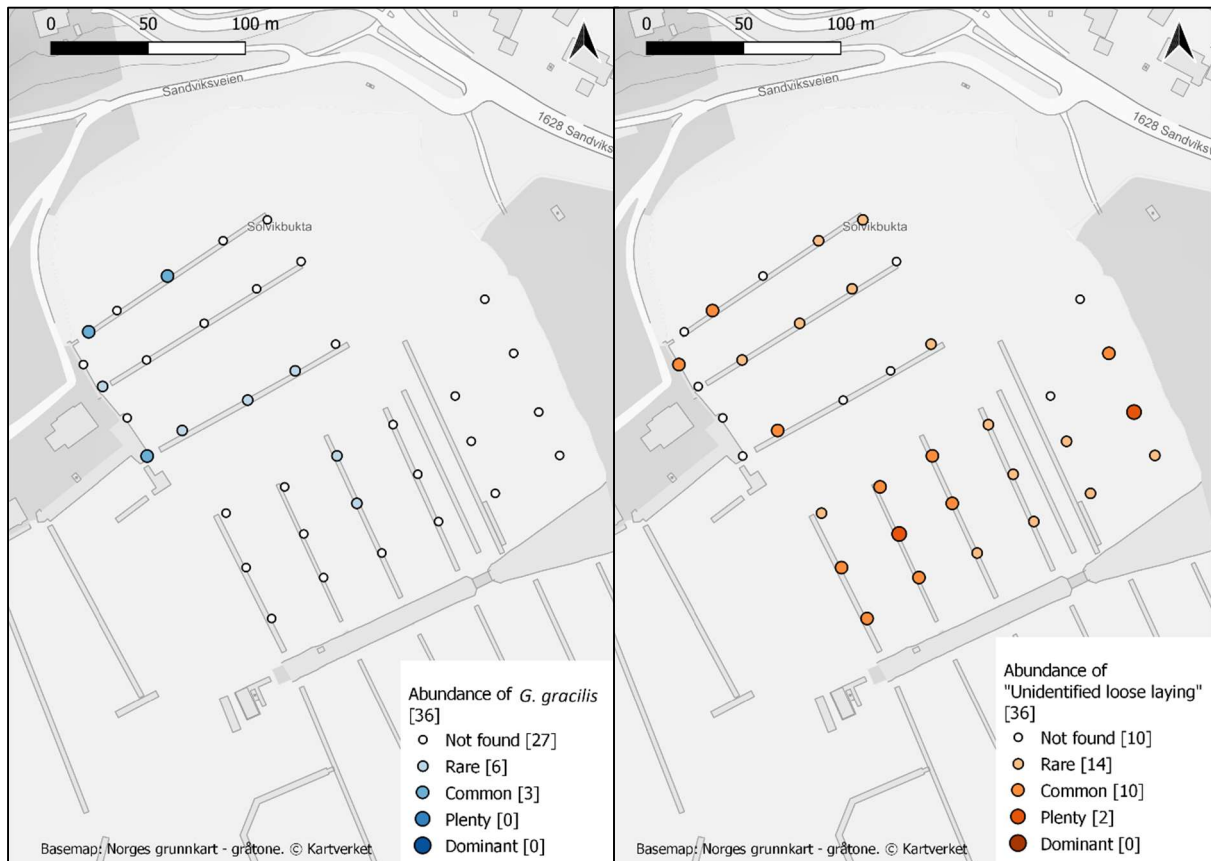 0 50 100 m
Sandviksveien
1628 Sandviksv
Solvikbukta
Abundance of G. gracilis
[36]
Not found [27]
Rare [6]
Common [3]
Plenty [0]
Dominant [0]
Basemap: Norges grunnkart - gråtone. © Kartverket
0 50 100 m
Sandviksveien
1628 Sandviksv
Solvikbukta
Abundance of
"Unidentified loose laying"
[36]
Not found [10]
Rare [14]
Common [10]
Plenty [2]
Dominant [0]
Basemap: Norges grunnkart - gråtone. © Kartverket